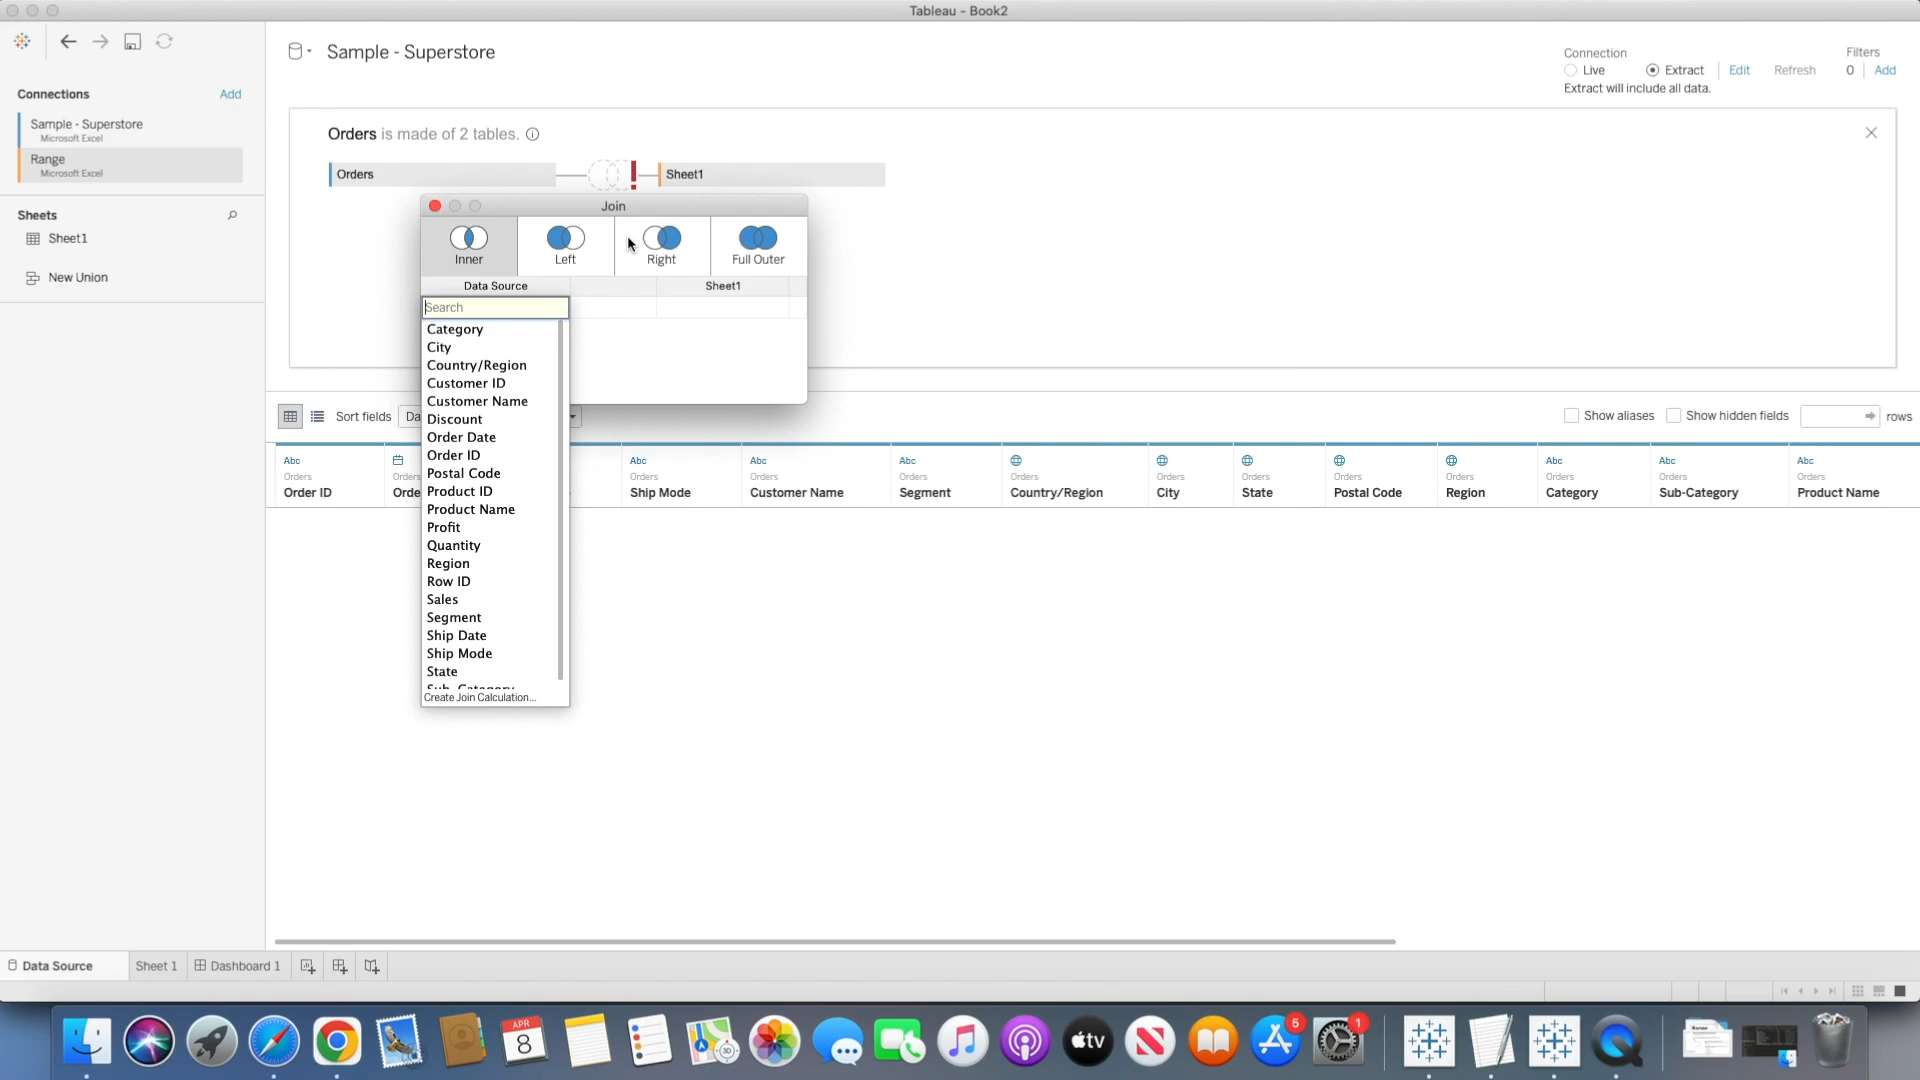 Tableau - Book2
Sample - Superstore
Connections
Add
Sample - Superstore
Microsoft Excel
Range
Microsoft Excel
Sheets
Sheet1
New Union
Connection
Live
Extract
Edit
Refresh
Extract will include all data.
Filters
0
Add
Orders is made of 2 tables.
Orders
Sheet1
Join
Inner
Left
Right
Full Outer
Data Source
Sheet1
Search
Category
City
Country/Region
Customer ID
Customer Name
Discount
Order Date
Order ID
Postal Code
Product ID
Product Name
Profit
Quantity
Region
Row ID
Sales
Segment
Ship Date
Ship Mode
State
Sub-Category
Create Join Calculation...
Sort fields
Da
Show aliases
Show hidden fields
rows
Abc
Orders
Order ID
Orders
Orde
Abc
Orders
Ship Mode
Abc
Orders
Customer Name
Abc
Orders
Segment
Orders
Country/Region
Orders
City
Orders
State
Orders
Postal Code
Orders
Region
Abc
Orders
Category
Abc
Orders
Sub-Category
Abc
Orders
Product Name
Data Source
Sheet 1
Dashboard 1
APR
8
tv
5
1